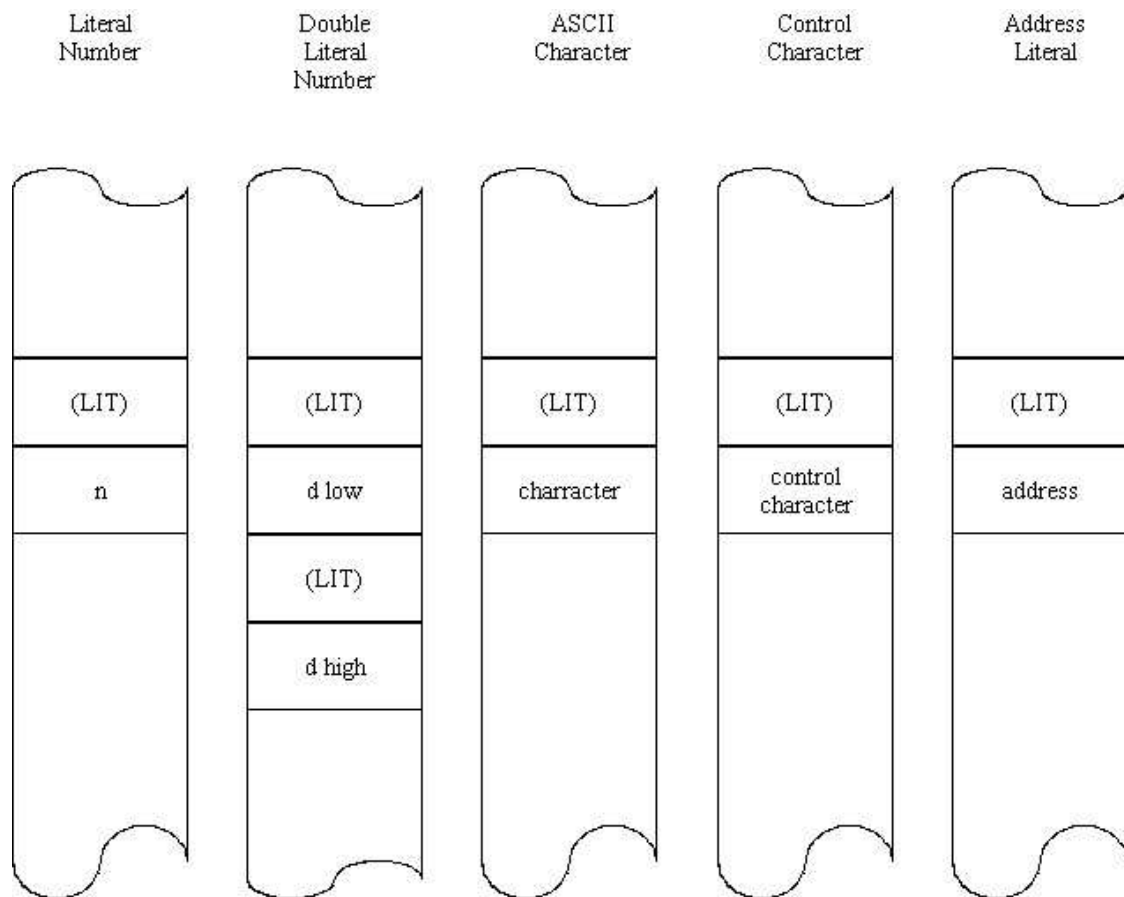 Literal
Number
Double
Literal
Number
ASCII
Character
Control
Character
Address
Literal
(LIT)
(LIT)
(LIT)
(LIT)
(LIT)
n
d low
charracter
control
character
address
(LIT)
d high